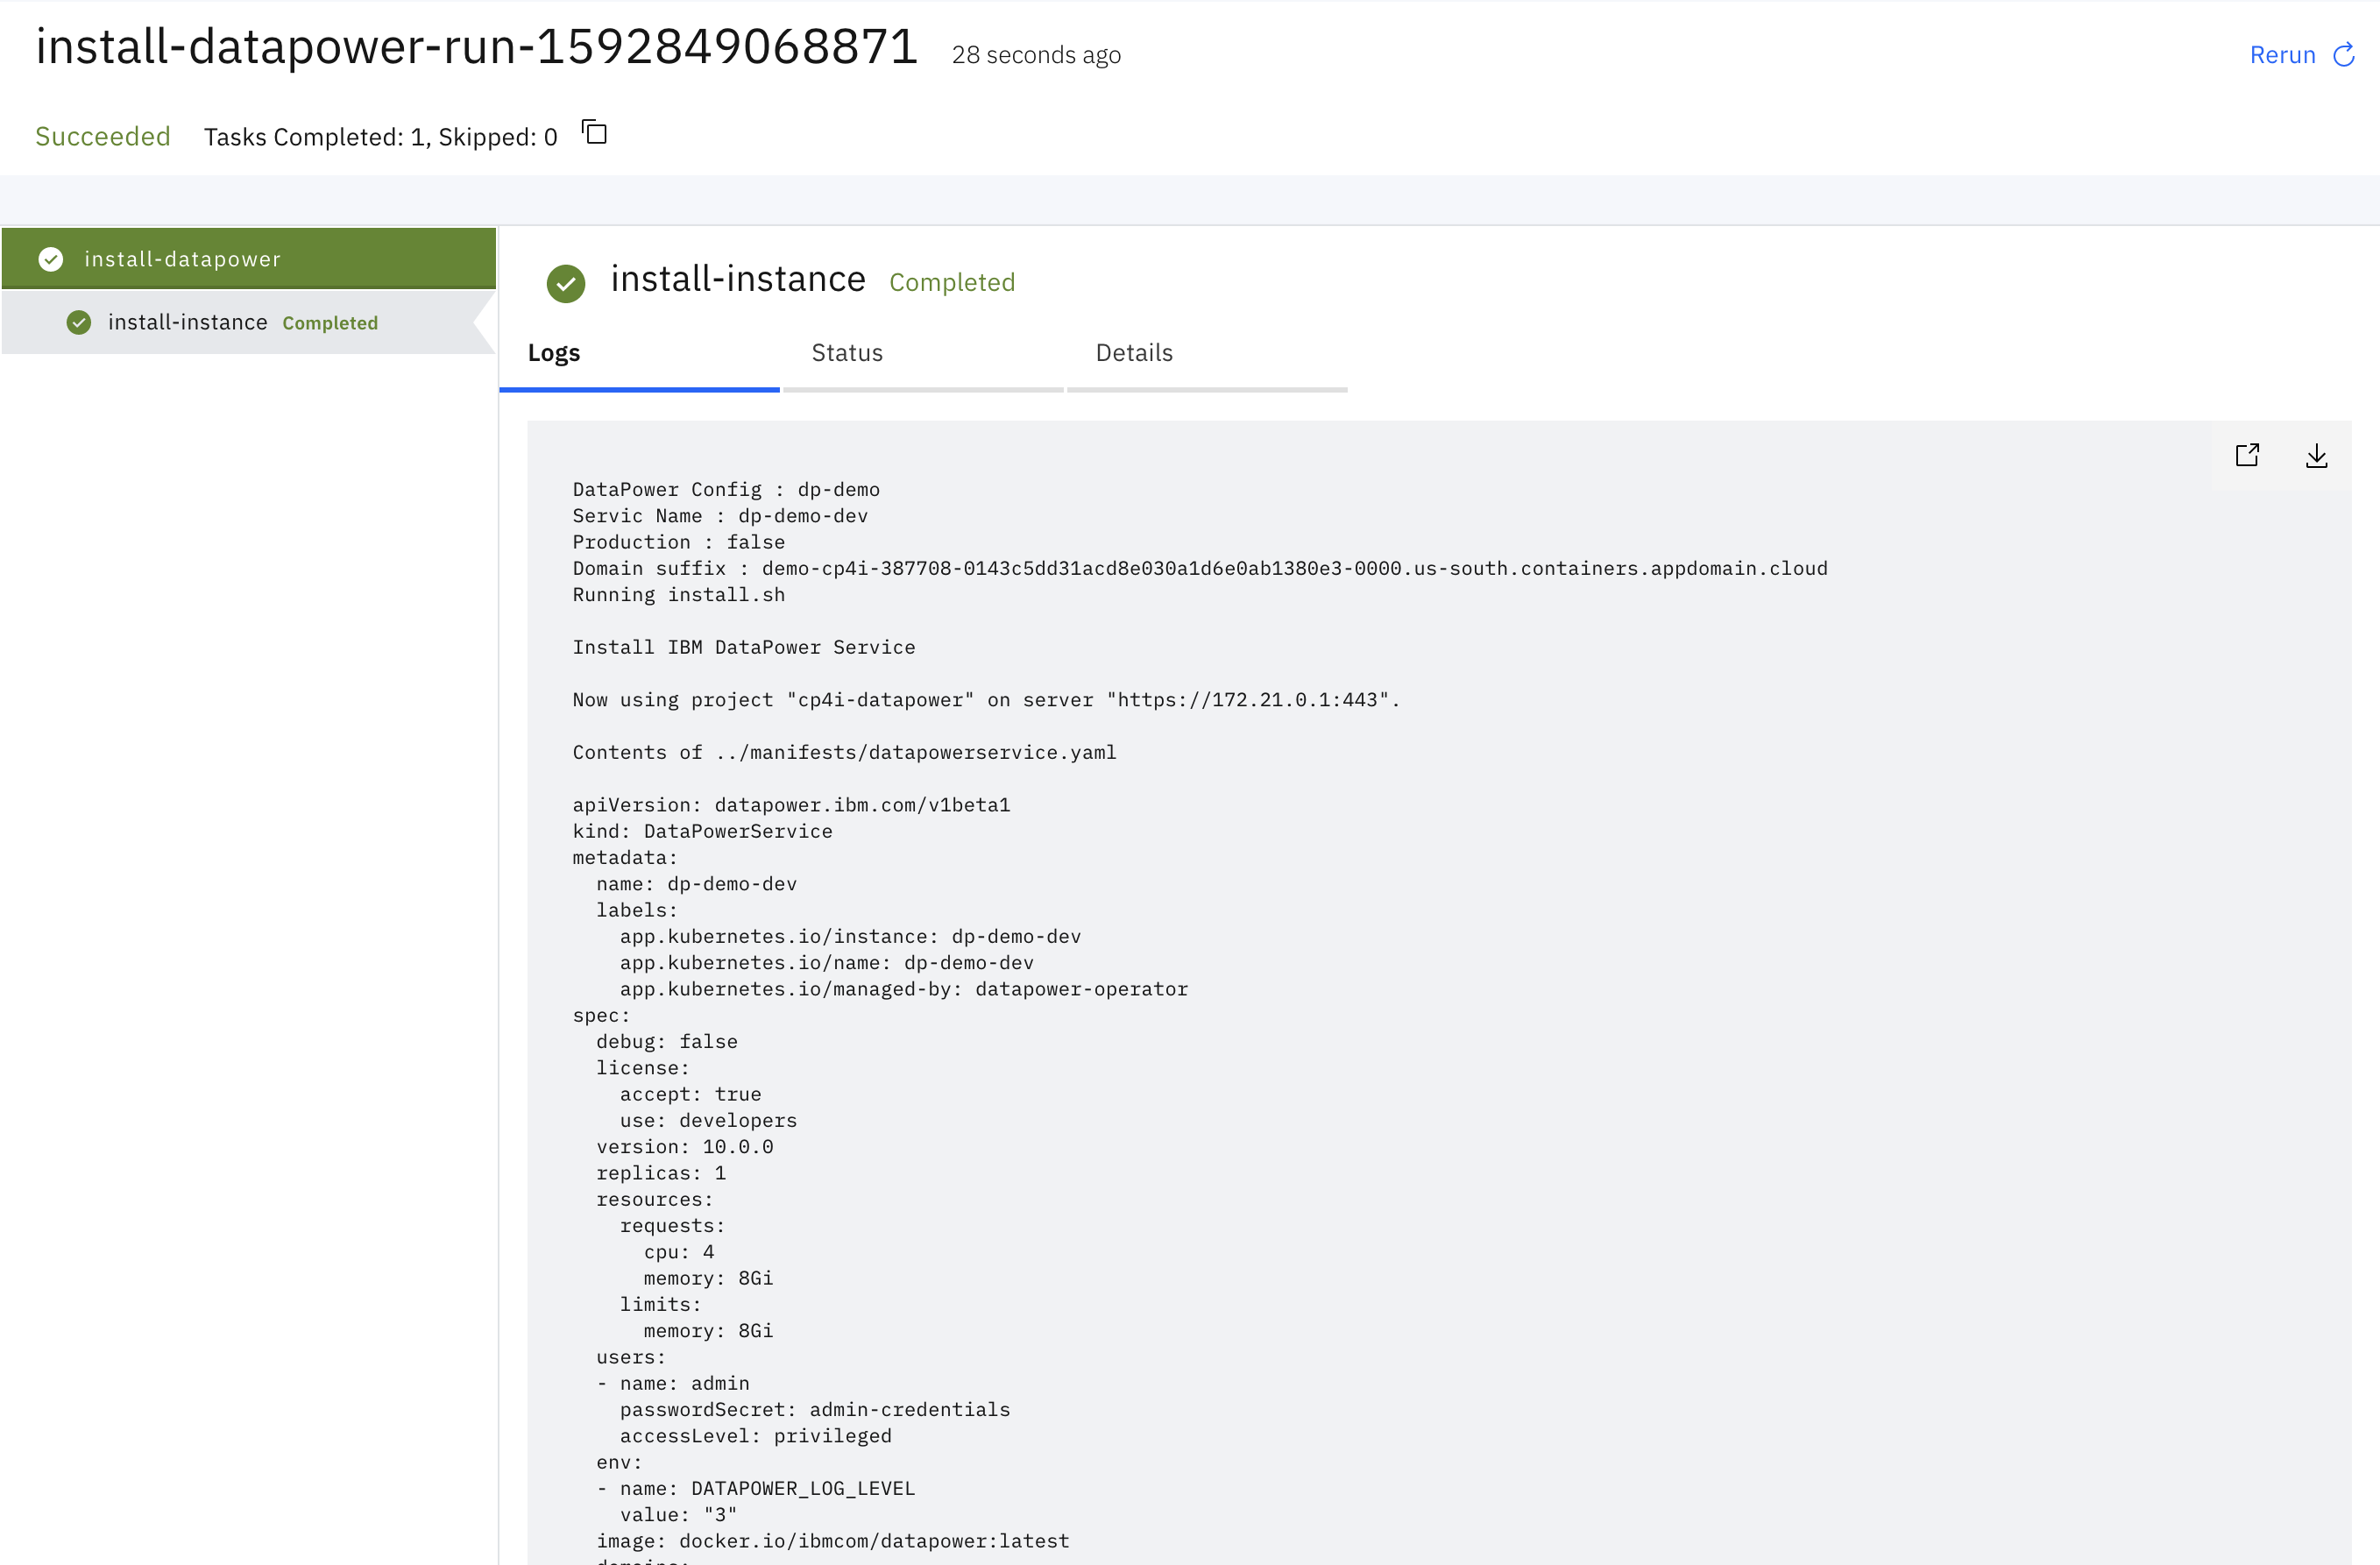 install-datapower-run-1592849068871 28 seconds ago
Rerun
Succeeded Tasks Completed: 1, Skipped: 0
install-datapower
install-instance Completed
install-instance Completed
Logs Status Details
DataPower Config : dp-demo
Servic Name : dp-demo-dev
Production : false
Domain suffix : demo-cp4i-387708-0143c5dd31acd8e030a1d6e0ab1380e3-0000.us-south.containers.appdomain.cloud
Running install.sh
Install IBM DataPower Service
Now using project "cp4i-datapower" on server "https://172.21.0.1:443".
Contents of ../manifests/datapowerservice.yaml
apiVersion: datapower.ibm.com/v1beta1
kind: DataPowerService
metadata:
  name: dp-demo-dev
  labels:
    app.kubernetes.io/instance: dp-demo-dev
    app.kubernetes.io/name: dp-demo-dev
    app.kubernetes.io/managed-by: datapower-operator
spec:
  debug: false
  license:
    accept: true
    use: developers
  version: 10.0.0
  replicas: 1
  resources:
    requests:
      cpu: 4
      memory: 8Gi
    limits:
      memory: 8Gi
  users:
  - name: admin
    passwordSecret: admin-credentials
    accessLevel: privileged
  env:
  - name: DATAPOWER_LOG_LEVEL
    value: "3"
  image: docker.io/ibmcom/datapower:latest